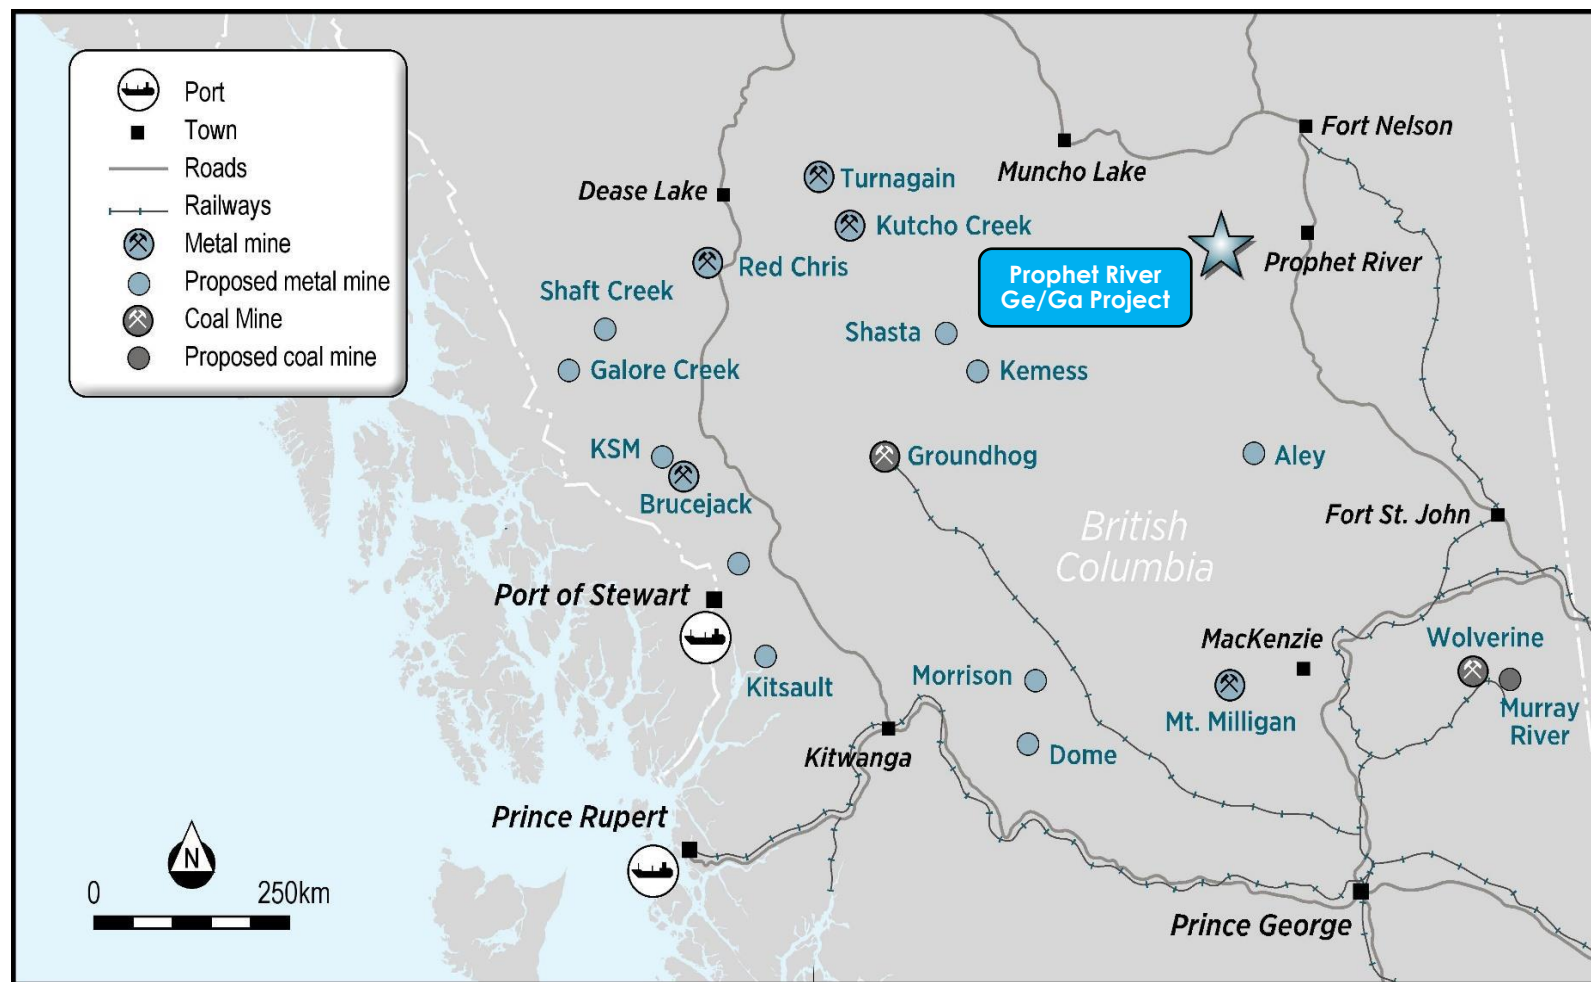 Port
Town
Roads
Railways
Metal mine
Proposed metal mine
Coal Mine
Proposed coal mine
Fort Nelson
Muncho Lake
Turnagain
Dease Lake
Kutcho Creek
Prophet River
Red Chris
Prophet River
Ge/Ga Project
Shaft Creek
Shasta
Galore Creek
Kemess
KSM
Groundhog
Aley
Brucejack
Fort St. John
British
Columbia
Port of Stewart
MacKenzie
Wolverine
Kitsault
Morrison
Mt. Milligan
Murray
River
Kitwanga
Dome
Prince Rupert
N
0
250km
Prince George